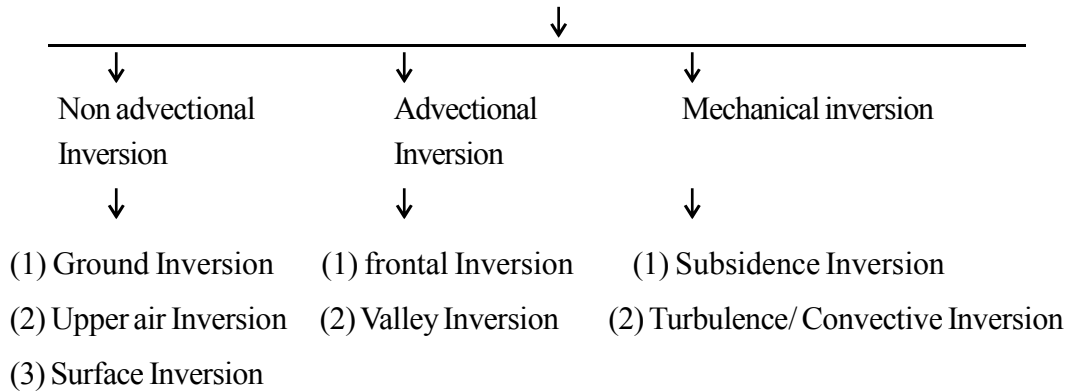 Non advectional Advectional Mechanical inversion
Inversion Inversion
(1) Ground Inversion (1) frontal Inversion (1) Subsidence Inversion
(2) Upper air Inversion (2) Valley Inversion (2) Turbulence/ Convective Inversion
(3) Surface Inversion